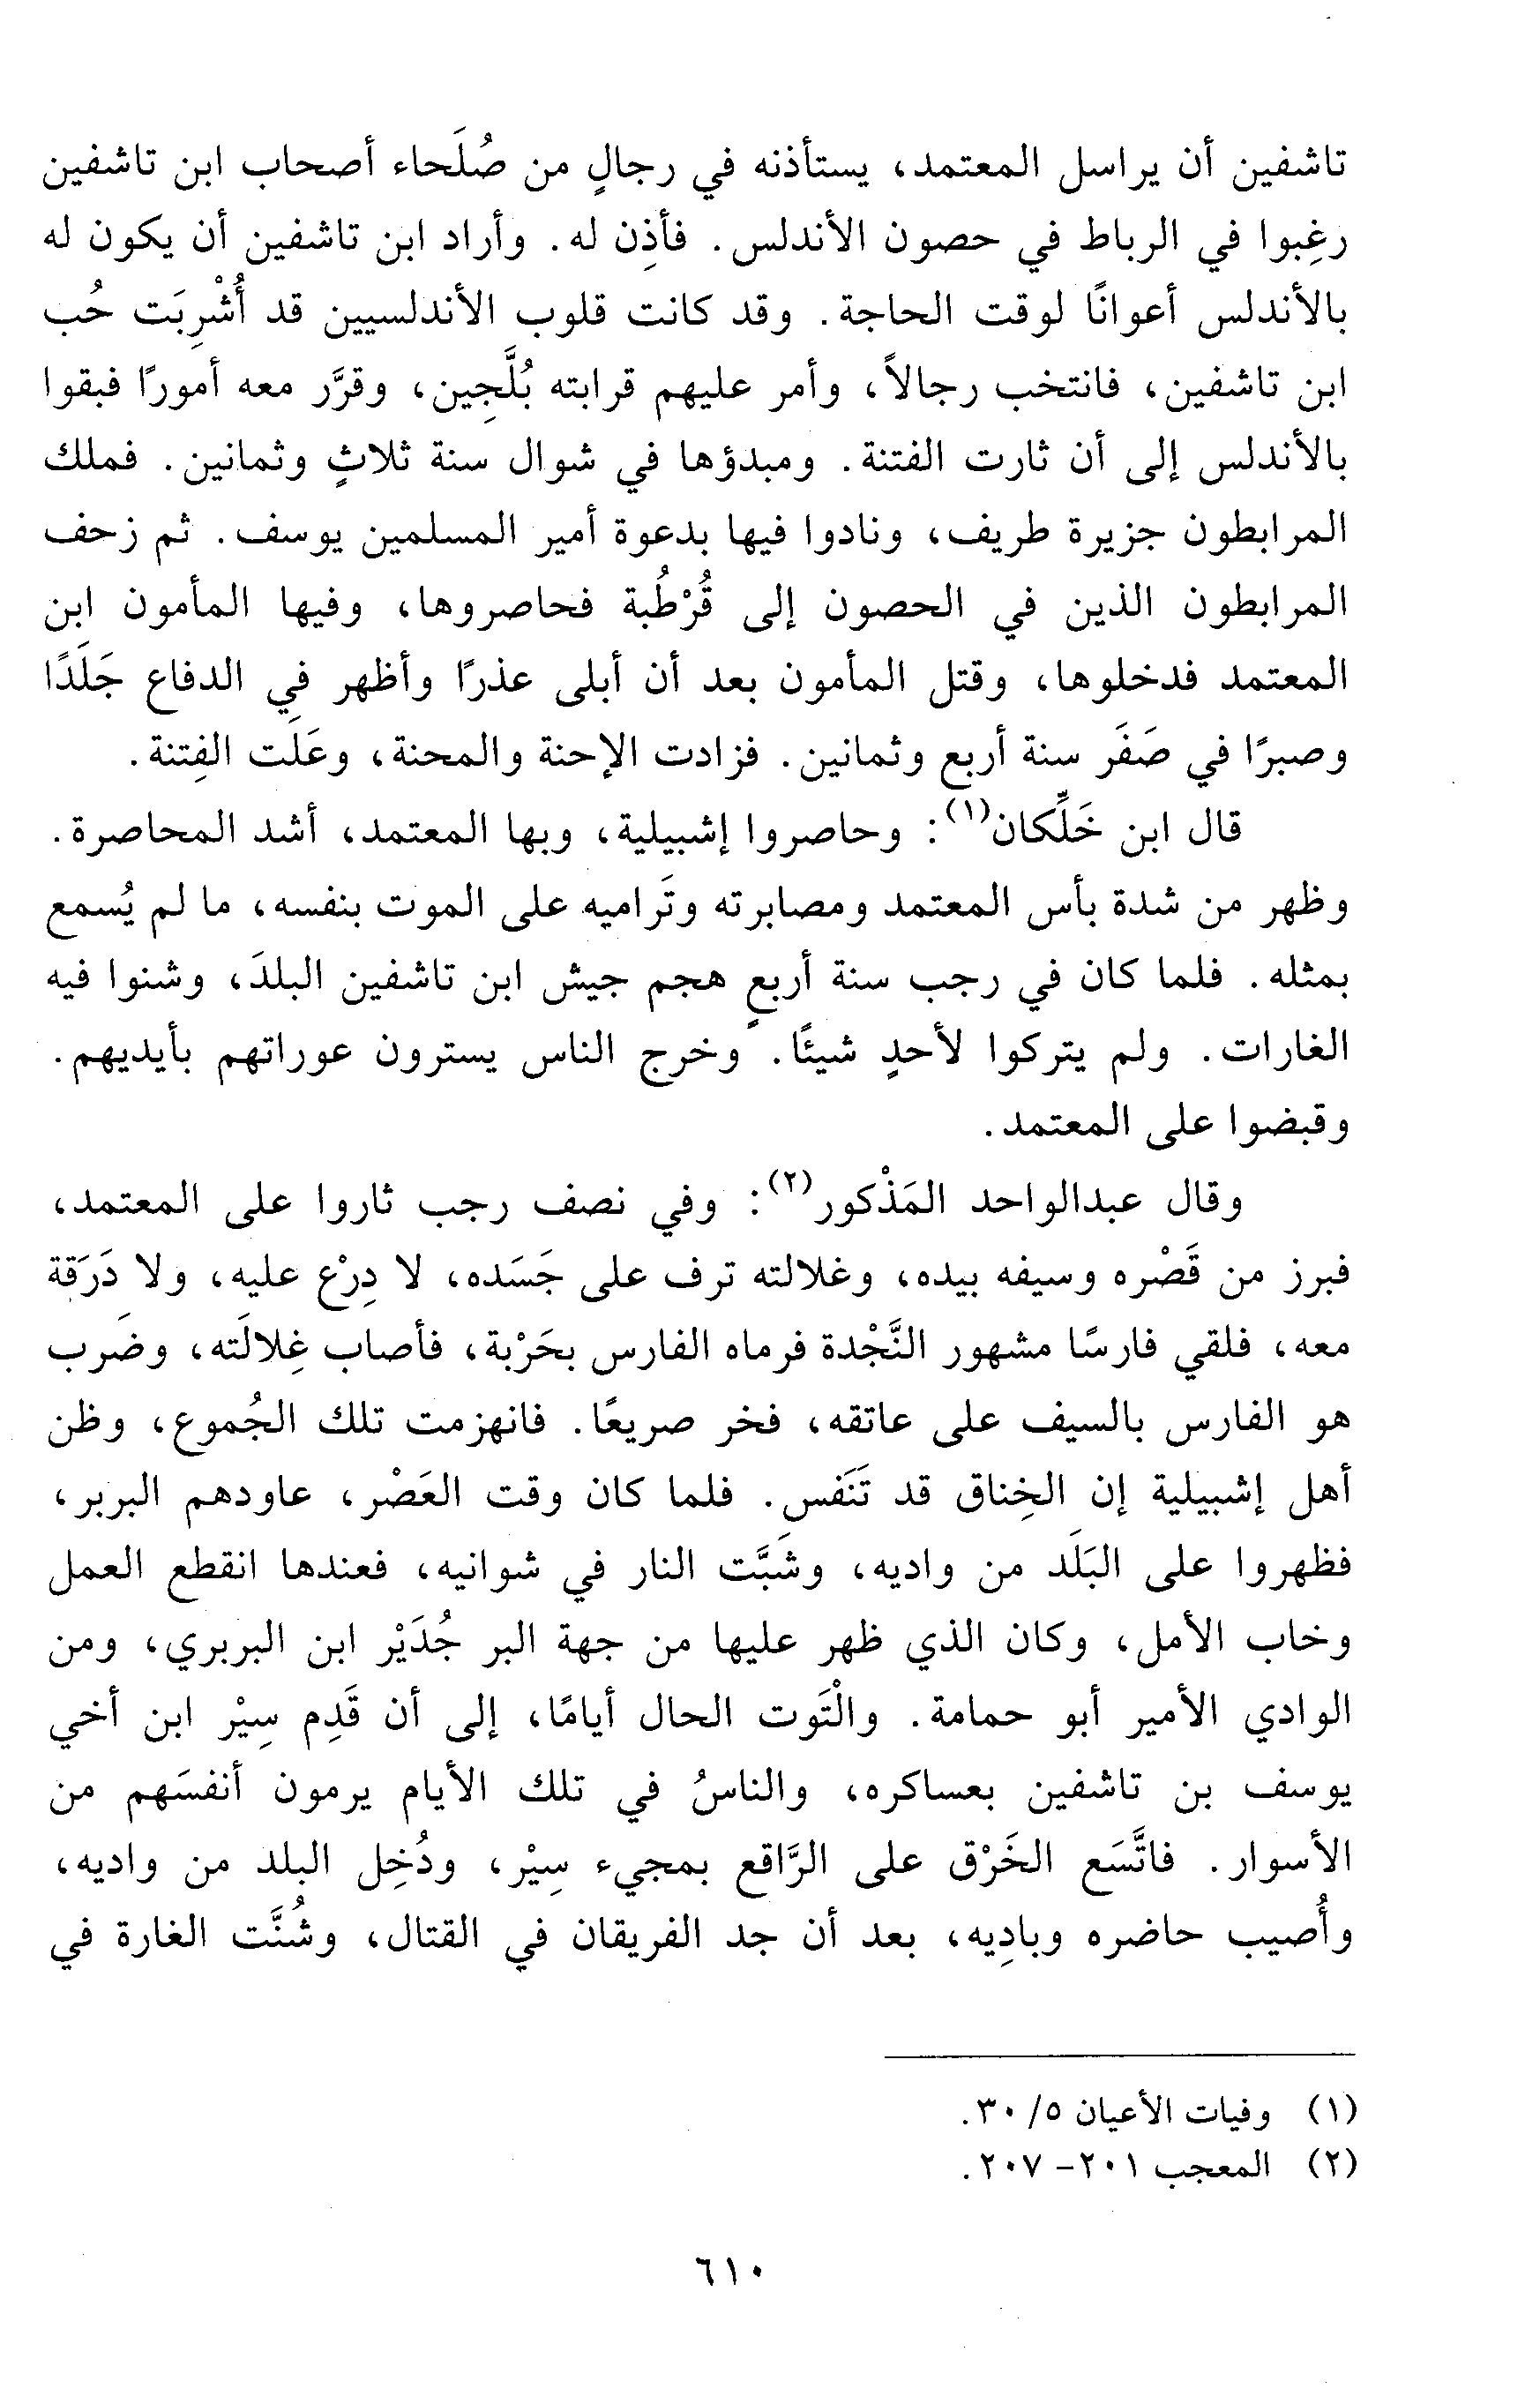 تاشفين أن يراسل المعتمد، يستأذنه في رجالٍ من صُلَحاء أصحاب ابن تاشفين
رغِبوا في الرباط في حصون الأندلس. فأذِن له. وأراد ابن تاشفين أن يكون له
بالأندلس أعوانًا لوقت الحاجة. وقد كانت قلوب الأندلسيين قد أُشْرِبَت حُب
ابن تاشفين، فانتخب رجالاً، وأمر عليهم قرابته بُلَّجِين، وقرَّر معه أمورًا فبقوا
بالأندلس إلى أن ثارت الفتنة. ومبدؤها في شوال سنة ثلاثٍ وثمانين. فملك
المرابطون جزيرة طريف، ونادوا فيها بدعوة أمير المسلمين يوسف. ثم زحف
المرابطون الذين في الحصون إلى قُرْطُبة فحاصروها، وفيها المأمون ابن
المعتمد فدخلوها، وقتل المأمون بعد أن أبلى عذرًا وأظهر فِي الدفاع جَلَدًا
وصبرًا في صَفَر سنة أربع وثمانين. فزادت الإحنة والمحنة، وعَلَت الفِتنة.
قال ابن خَلِّكان(١): وحاصروا إشبيلية، وبها المعتمد، أشد المحاصرة.
وظهر من شدة بأس المعتمد ومصابرته وتَراميه على الموت بنفسه، ما لم يُسمع
بمثله. فلما كان في رجب سنة أربعٍ هجم جيش ابن تاشفين البلدَ، وشنوا فيه
الغارات. ولم يتركوا لأحدٍ شيئًا. وخرج الناس يسترون عوراتهم بأيديهم.
وقبضوا على المعتمد.
وقال عبدالواحد المَذْكور(٢): وفي نصف رجب ثاروا على المعتمد،
فبرز من قَصْره وسيفه بيده، وغلالته ترف على جَسَده، لا دِرْع عليه، ولا دَرَقة
معه، فلقي فارسًا مشهور النَّجْدة فرماه الفارس بحَرْبة، فأصاب غِلالَته، وضَرب
هو الفارس بالسيف على عاتقه، فخر صريعًا. فانهزمت تلك الجُموع، وظن
أهل إشبيلية إن الخِناق قد تَنَفس. فلما كان وقت العَصْر، عاودهم البربر،
فظهروا على البَلَد من واديه، وشَبَّت النار في شوانيه، فعندها انقطع العمل
وخاب الأمل، وكان الذي ظهر عليها من جهة البر جُدَيْر ابن البربري، ومن
الوادي الأمير أبو حمامة. والْتَوت الحال أيامًا، إلى أن قَدِم سِيْر ابن أخي
يوسف بن تاشفين بعساكره، والناسُ في تلك الأيام يرمون أنفسَهم من
الأسوار. فاتَّسَع الخَرْق على الرَّاقع بمجيء سِيْر، ودُخِل البلد من واديه،
وأُصيب حاضره وبادِيه، بعد أن جد الفريقان في القتال، وشُنَّت الغارة في
(١) وفيات الأعيان ٥/ ٣٠.
(٢) المعجب ٢٠١- ٢٠٧.
٦١٠